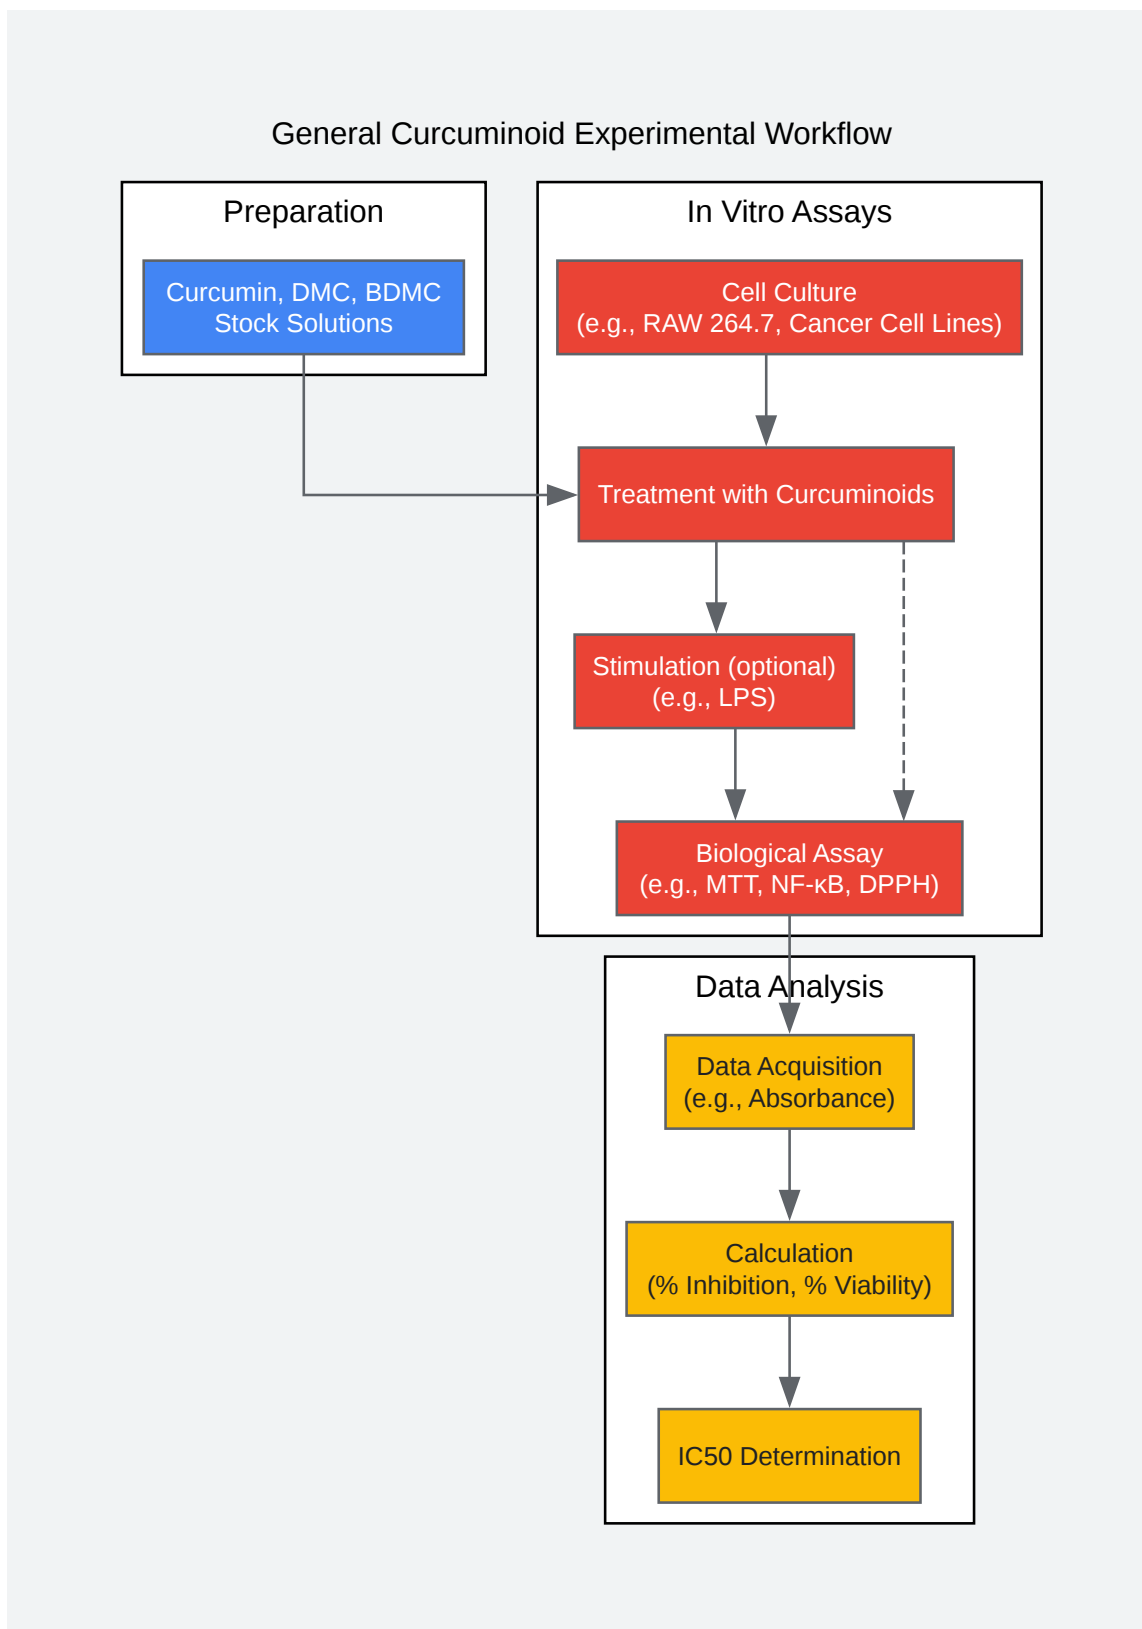 General Curcuminoid Experimental Workflow
Preparation
Curcumin, DMC, BDMC
Stock Solutions
In Vitro Assays
Cell Culture
(e.g., RAW 264.7, Cancer Cell Lines)
Treatment with Curcuminoids
Stimulation (optional)
(e.g., LPS)
Biological Assay
(e.g., MTT, NF-κB, DPPH)
Data Analysis
Data Acquisition
(e.g., Absorbance)
Calculation
(% Inhibition, % Viability)
IC50 Determination